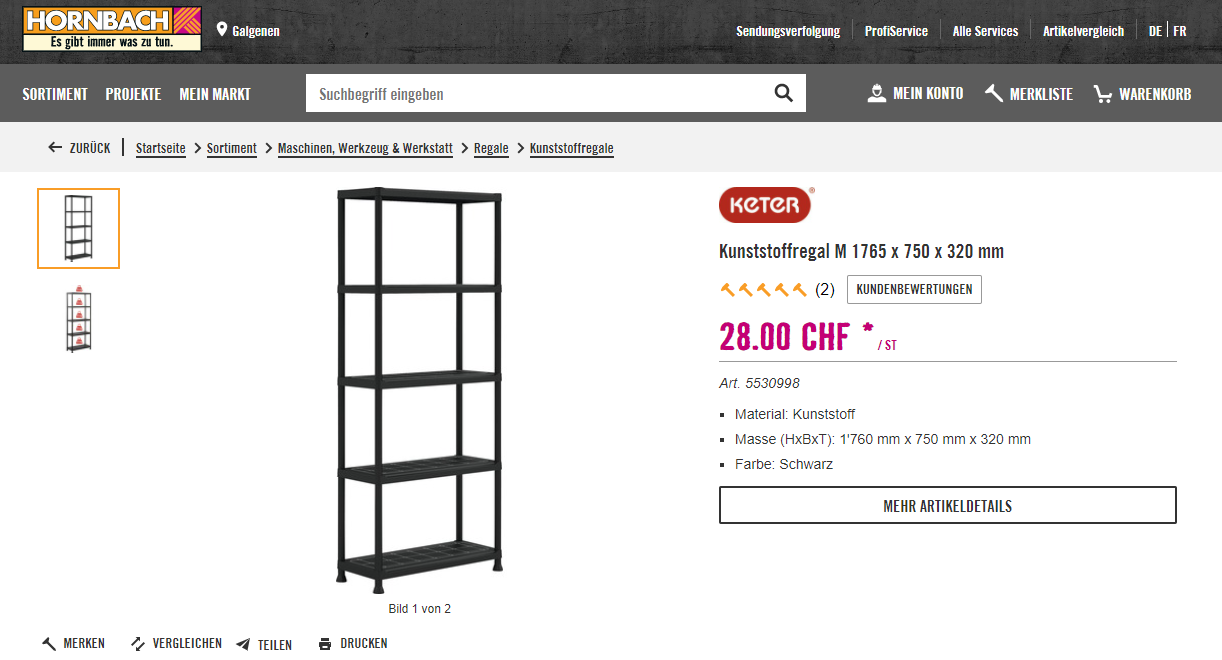 HORNBACH
Es gibt immer was zu tun.
Galgenen
Sendungsverfolgung
ProfiService
Alle Services
Artikelvergleich
DE | FR
SORTIMENT PROJEKTE MEIN MARKT
Suchbegriff eingeben
MEIN KONTO
MERKLISTE
WARENKORB
ZURÜCK
Startseite
Sortiment
Maschinen, Werkzeug & Werkstatt
Regale
Kunststoffregale
KETER®
Kunststoffregal M 1765 x 750 x 320 mm
(2) KUNDENBEWERTUNGEN
28.00 CHF * / ST
Art. 5530998
Material: Kunststoff
Masse (HxBxT): 1'760 mm x 750 mm x 320 mm
Farbe: Schwarz
MEHR ARTIKELDETAILS
Bild 1 von 2
MERKEN
VERGLEICHEN
TEILEN
DRUCKEN